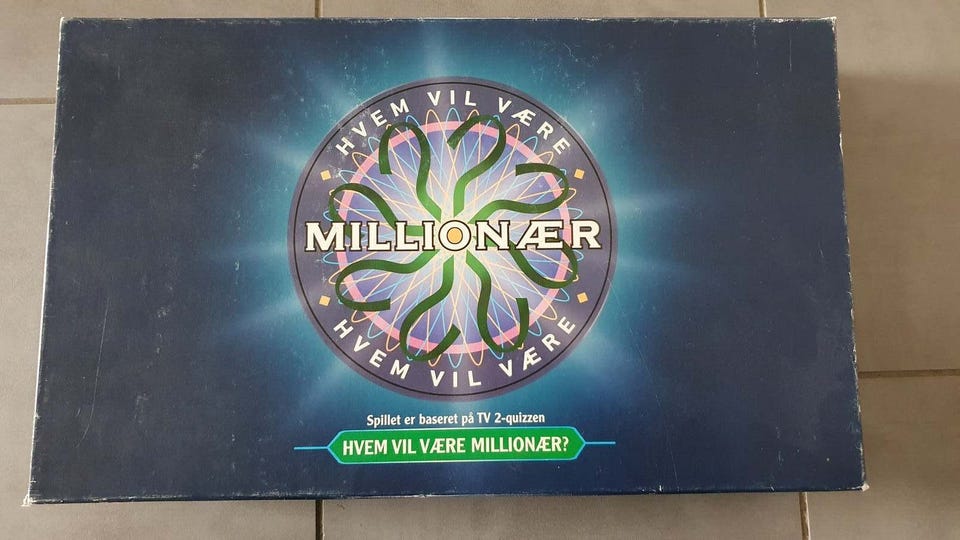 HVEM VIL VÆRE
MILLIONÆR
HVEM VIL VÆRE
Spillet er baseret på TV 2-quizzen
HVEM VIL VÆRE MILLIONÆR?